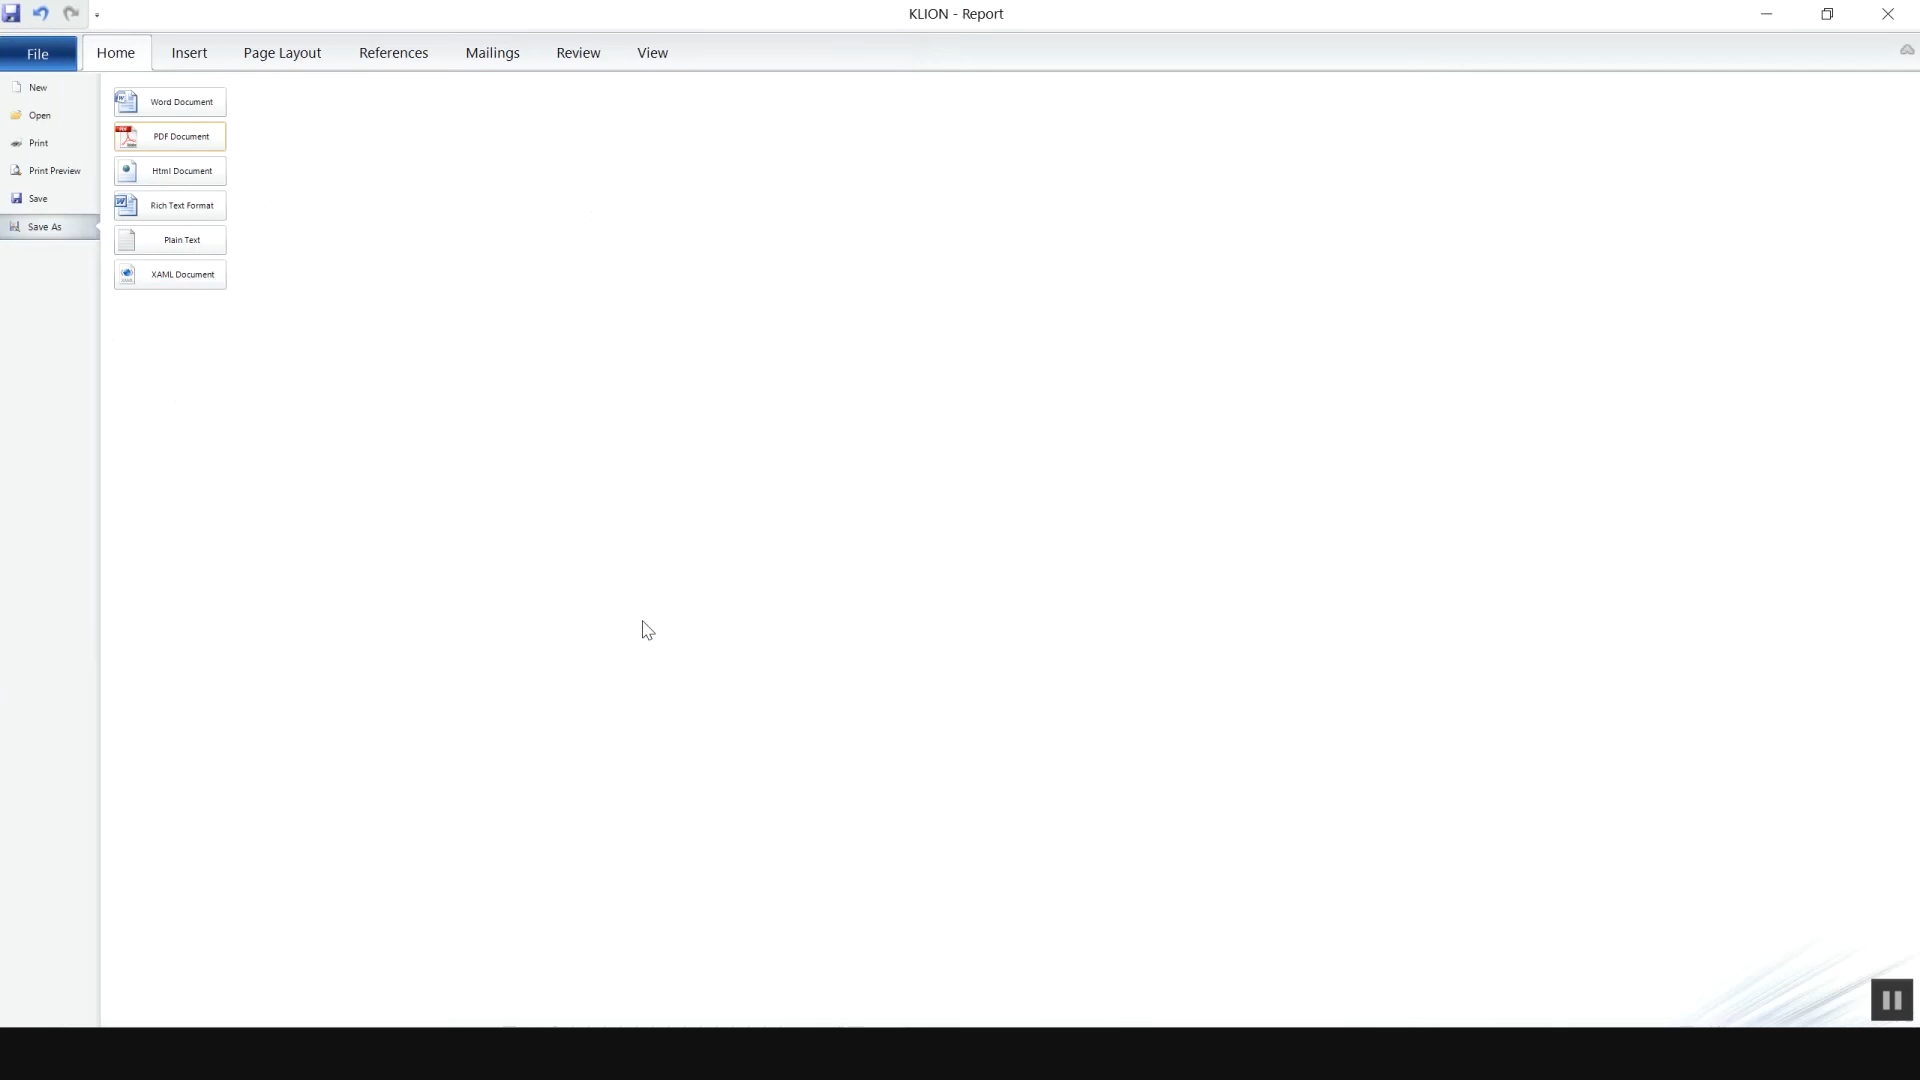 KLION - Report
File Home Insert Page Layout References Mailings Review View
New
Open
Print
Print Preview
Save
Save As
Word Document
PDF Document
Html Document
Rich Text Format
Plain Text
XAML Document